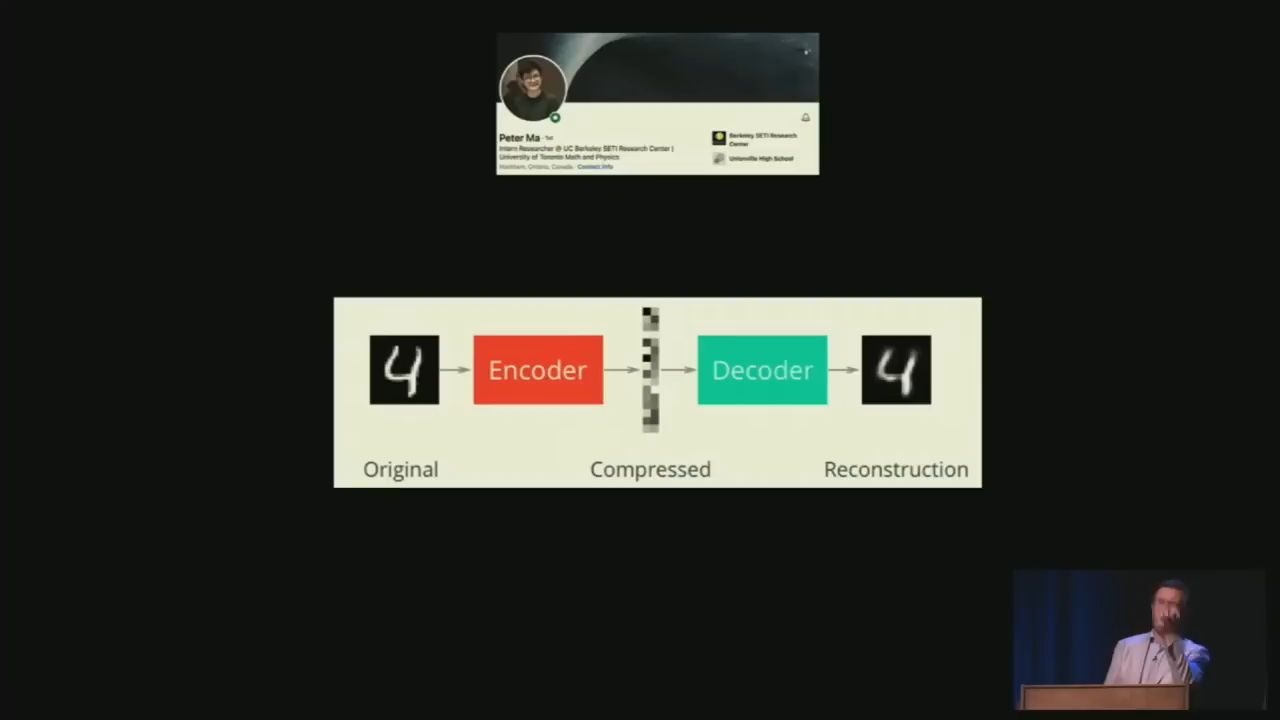 Peter Ma · 1st
Intern Researcher @ UC Berkeley SETI Research Center |
University of Toronto Math and Physics
Markham, Ontario, Canada · Contact info
Berkeley SETI Research
Center
Unionville High School
4
Encoder
Decoder
4
Original
Compressed
Reconstruction